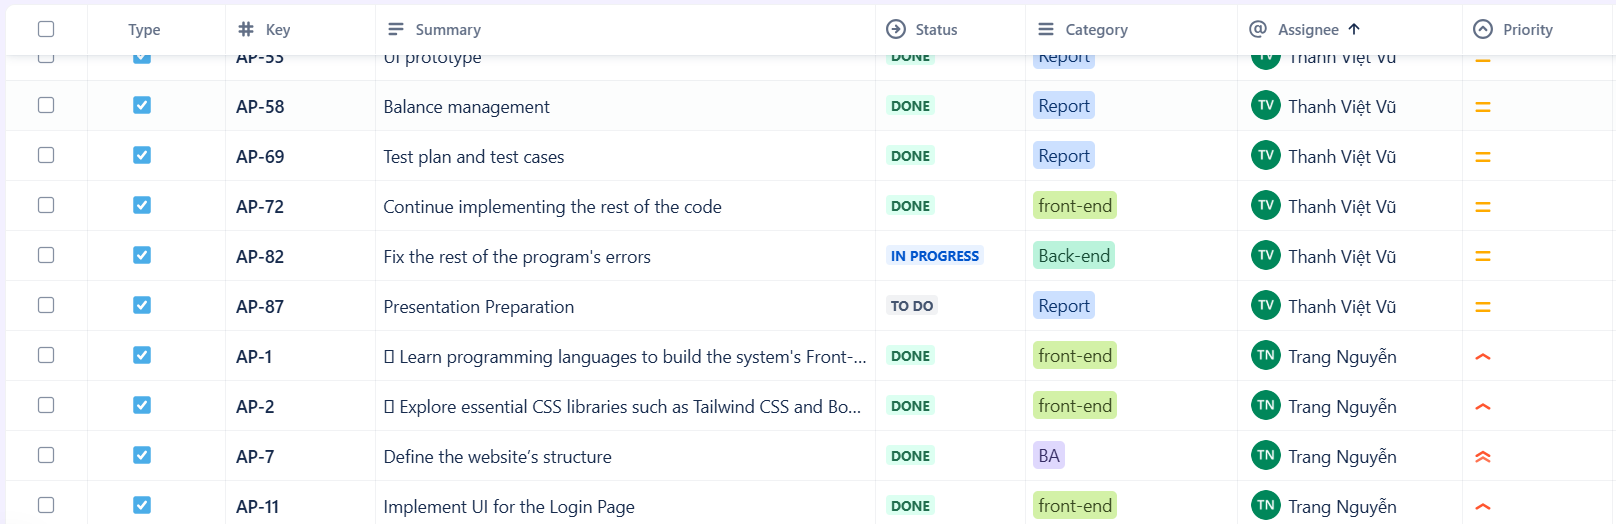 Type Key Summary Status Category Assignee Priority
AP-53 UI prototype DONE Report TV Thanh Việt Vũ
AP-58 Balance management DONE Report TV Thanh Việt Vũ
AP-69 Test plan and test cases DONE Report TV Thanh Việt Vũ
AP-72 Continue implementing the rest of the code DONE front-end TV Thanh Việt Vũ
AP-82 Fix the rest of the program's errors IN PROGRESS Back-end TV Thanh Việt Vũ
AP-87 Presentation Preparation TO DO Report TV Thanh Việt Vũ
AP-1 Learn programming languages to build the system's Front-... DONE front-end TN Trang Nguyễn
AP-2 Explore essential CSS libraries such as Tailwind CSS and Bo... DONE front-end TN Trang Nguyễn
AP-7 Define the website’s structure DONE BA TN Trang Nguyễn
AP-11 Implement UI for the Login Page DONE front-end TN Trang Nguyễn